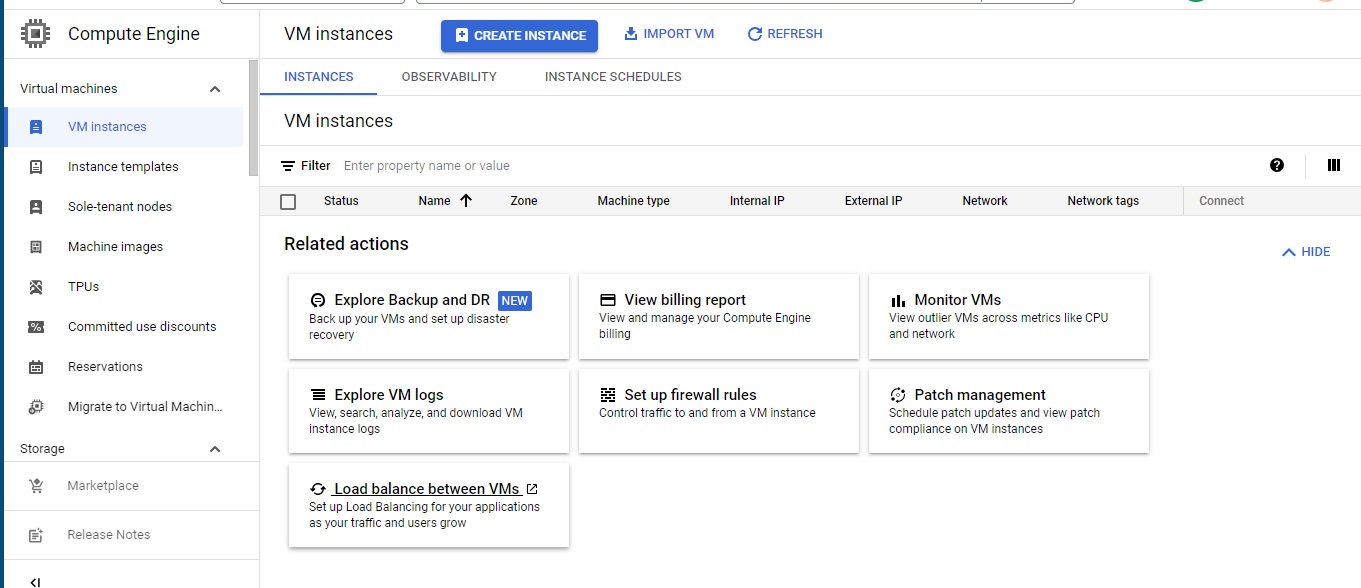 Compute Engine
VM instances
CREATE INSTANCE
IMPORT VM
REFRESH
Virtual machines
VM instances
Instance templates
Sole-tenant nodes
Machine images
TPUs
Committed use discounts
Reservations
Migrate to Virtual Machin...
Storage
Marketplace
Release Notes
INSTANCES
OBSERVABILITY
INSTANCE SCHEDULES
VM instances
Filter Enter property name or value
Status Name Zone Machine type Internal IP External IP Network Network tags Connect
Related actions
HIDE
Explore Backup and DR NEW
Back up your VMs and set up disaster
recovery
View billing report
View and manage your Compute Engine
billing
Monitor VMs
View outlier VMs across metrics like CPU
and network
Explore VM logs
View, search, analyze, and download VM
instance logs
Set up firewall rules
Control traffic to and from a VM instance
Patch management
Schedule patch updates and view patch
compliance on VM instances
Load balance between VMs
Set up Load Balancing for your applications
as your traffic and users grow